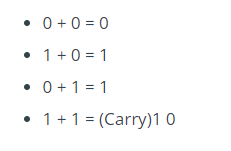 • 0 + 0 = 0
• 1 + 0 = 1
• 0 + 1 = 1
• 1 + 1 = (Carry)1 0